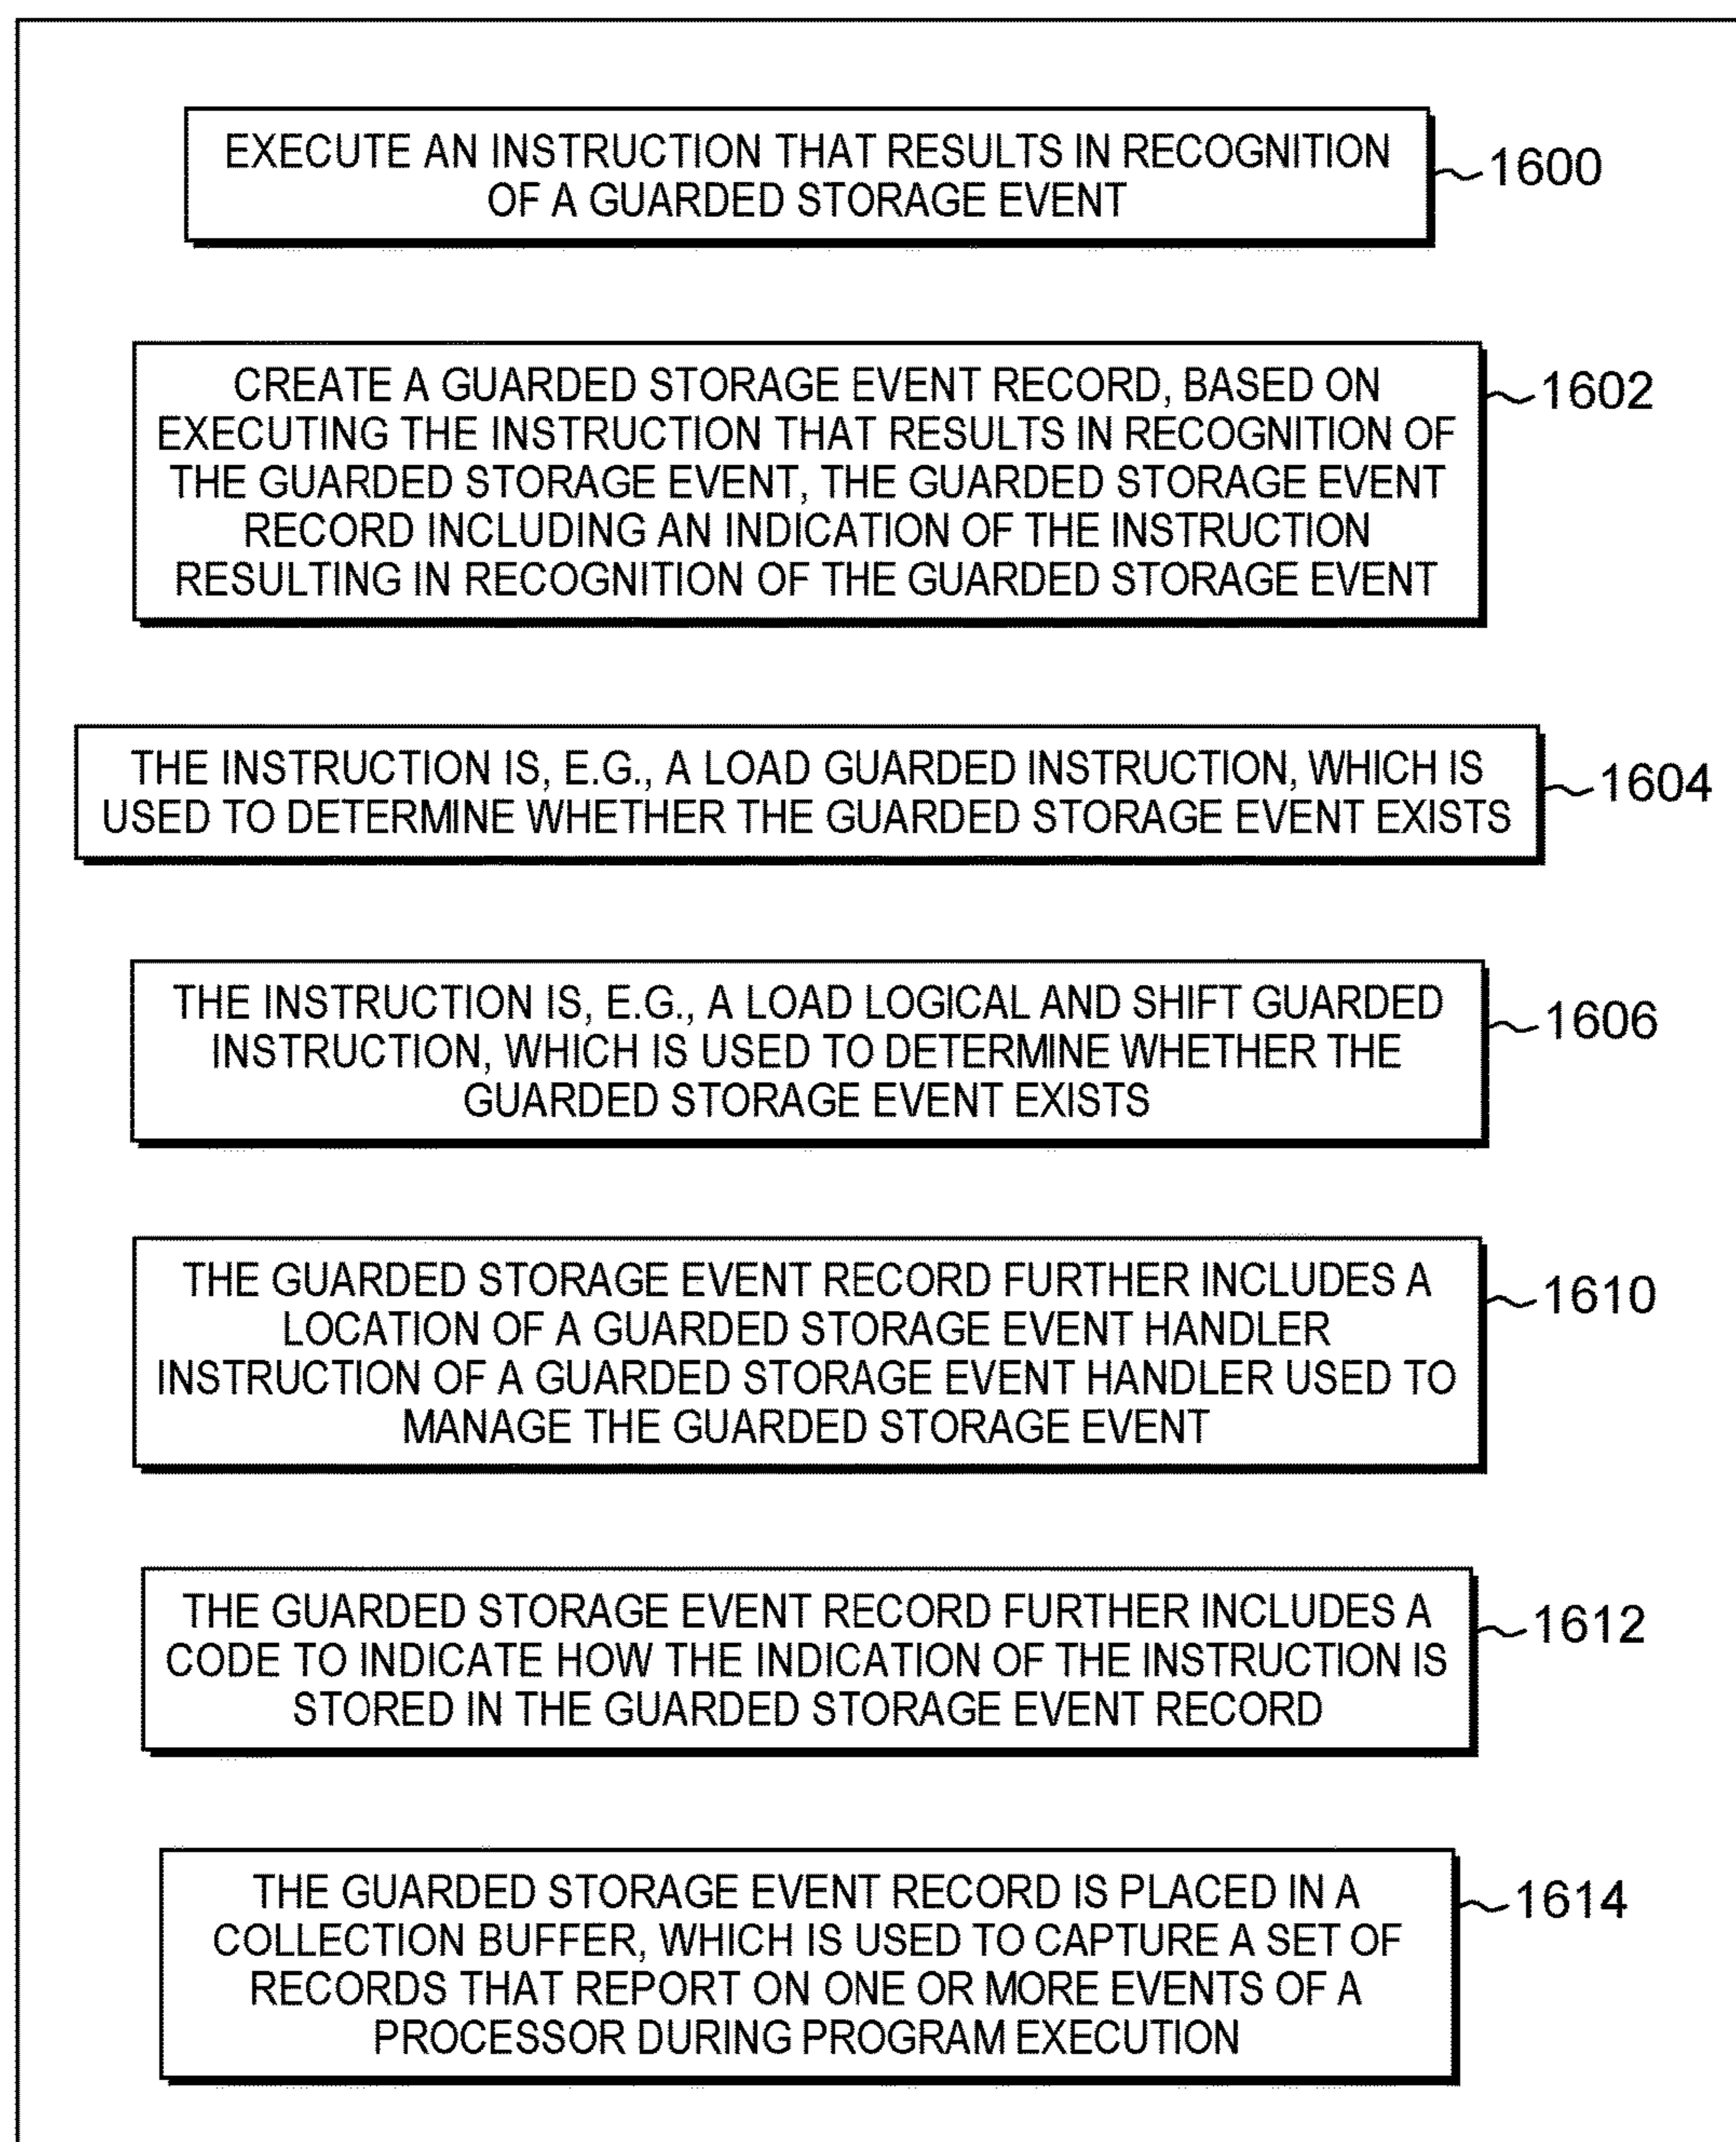 EXECUTE AN INSTRUCTION THAT RESULTS IN RECOGNITION
OF A GUARDED STORAGE EVENT
1600
CREATE A GUARDED STORAGE EVENT RECORD, BASED ON
EXECUTING THE INSTRUCTION THAT RESULTS IN RECOGNITION OF
THE GUARDED STORAGE EVENT, THE GUARDED STORAGE EVENT
RECORD INCLUDING AN INDICATION OF THE INSTRUCTION
RESULTING IN RECOGNITION OF THE GUARDED STORAGE EVENT
1602
THE INSTRUCTION IS, E.G., A LOAD GUARDED INSTRUCTION, WHICH IS
USED TO DETERMINE WHETHER THE GUARDED STORAGE EVENT EXISTS
1604
THE INSTRUCTION IS, E.G., A LOAD LOGICAL AND SHIFT GUARDED
INSTRUCTION, WHICH IS USED TO DETERMINE WHETHER THE
GUARDED STORAGE EVENT EXISTS
1606
THE GUARDED STORAGE EVENT RECORD FURTHER INCLUDES A
LOCATION OF A GUARDED STORAGE EVENT HANDLER
INSTRUCTION OF A GUARDED STORAGE EVENT HANDLER USED TO
MANAGE THE GUARDED STORAGE EVENT
1610
THE GUARDED STORAGE EVENT RECORD FURTHER INCLUDES A
CODE TO INDICATE HOW THE INDICATION OF THE INSTRUCTION IS
STORED IN THE GUARDED STORAGE EVENT RECORD
1612
THE GUARDED STORAGE EVENT RECORD IS PLACED IN A
COLLECTION BUFFER, WHICH IS USED TO CAPTURE A SET OF
RECORDS THAT REPORT ON ONE OR MORE EVENTS OF A
PROCESSOR DURING PROGRAM EXECUTION
1614